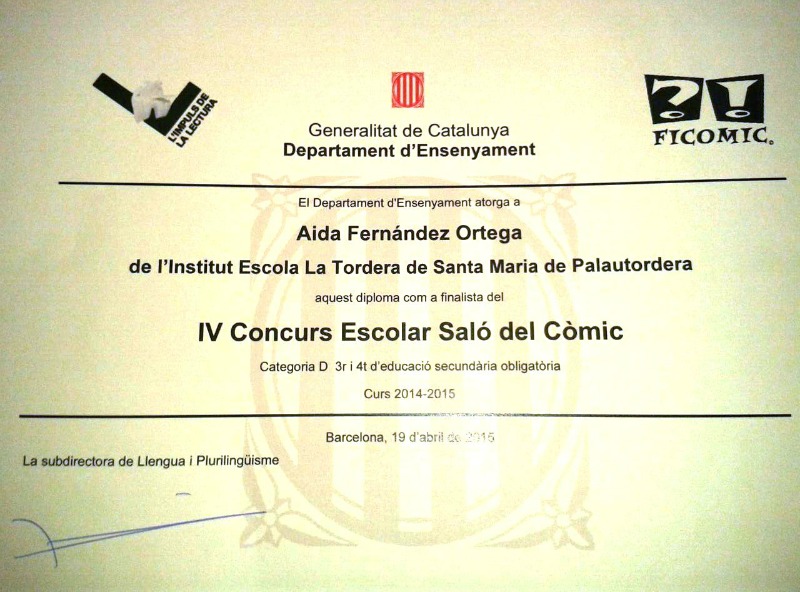 L'IMPULS DE
LA LECTURA
Generalitat de Catalunya
Departament d'Ensenyament
?!
FICOMIC
El Departament d'Ensenyament atorga a
Aida Fernández Ortega
de l'Institut Escola La Tordera de Santa Maria de Palautordera
aquest diploma com a finalista del
IV Concurs Escolar Saló del Còmic
Categoria D 3r i 4t d'educació secundària obligatòria
Curs 2014-2015
Barcelona, 19 d'abril de 2015
La subdirectora de Llengua i Plurilingüisme